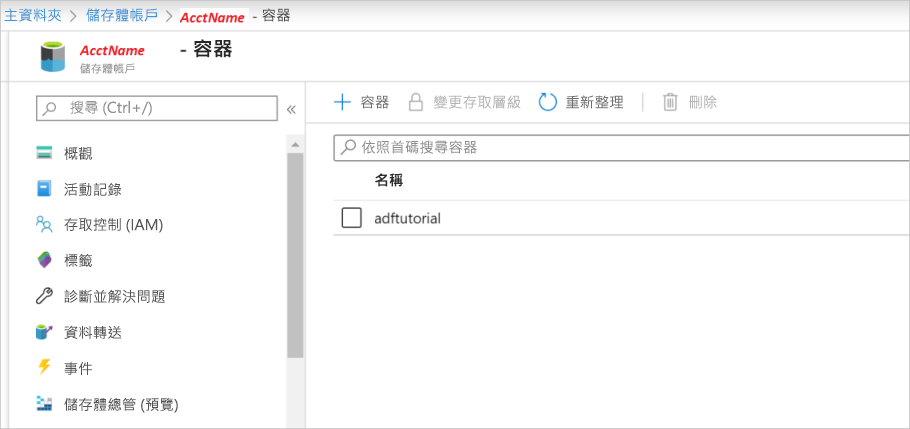 主資料夾 > 儲存體帳戶 > AcctName - 容器
AcctName - 容器
儲存體帳戶
搜尋 (Ctrl+/) «
概觀
活動記錄
存取控制 (IAM)
標籤
診斷並解決問題
資料轉送
事件
儲存體總管 (預覽)
+ 容器 變更存取層級 重新整理 刪除
依照首碼搜尋容器
名稱
adftutorial